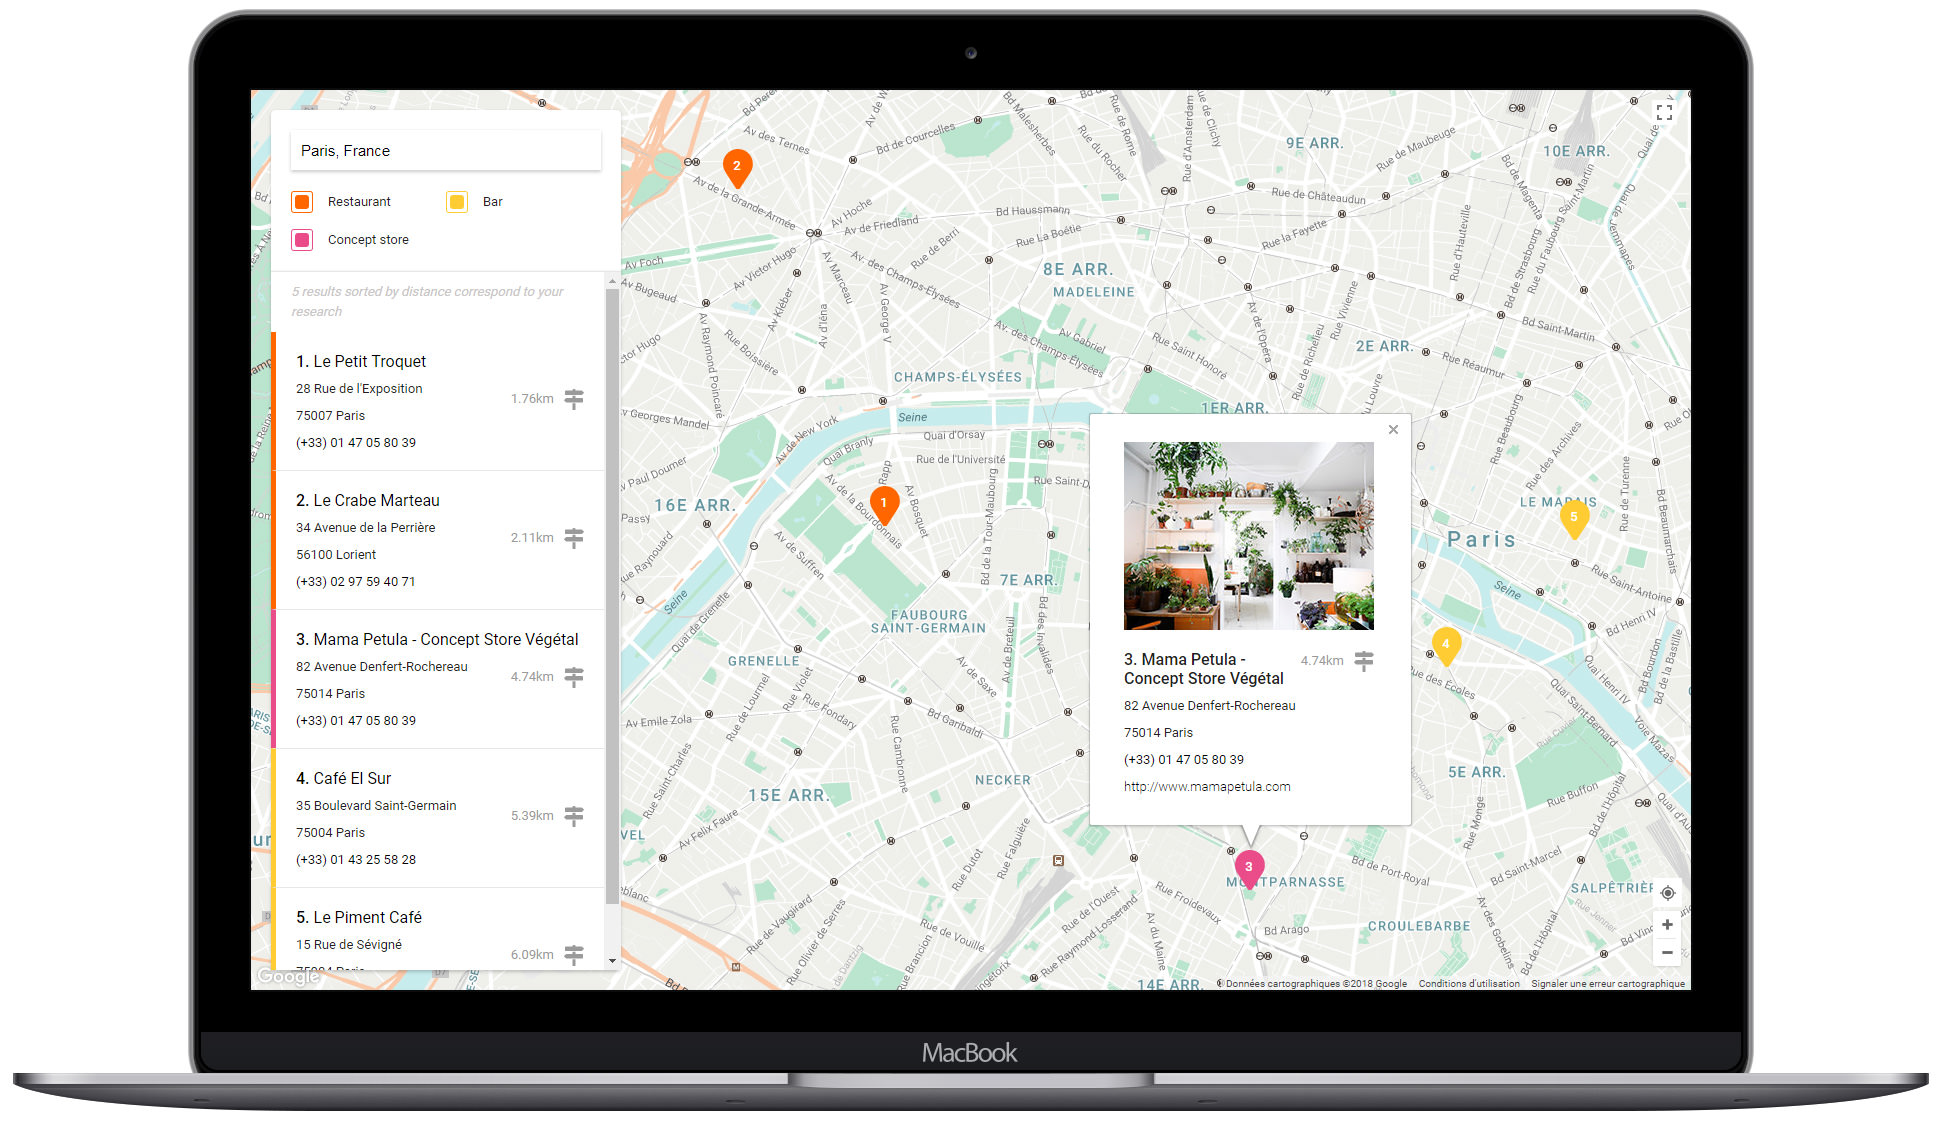 Paris, France
Restaurant
Bar
Concept store
5 results sorted by distance correspond to your
research
1. Le Petit Troquet
28 Rue de l'Exposition
75007 Paris
(+33) 01 47 05 80 39
1.76km
2. Le Crabe Marteau
34 Avenue de la Perrière
56100 Lorient
(+33) 02 97 59 40 71
2.11km
3. Mama Petula - Concept Store Végétal
82 Avenue Denfert-Rochereau
75014 Paris
(+33) 01 47 05 80 39
4.74km
4. Café El Sur
35 Boulevard Saint-Germain
75004 Paris
(+33) 01 43 25 58 28
5.39km
5. Le Piment Café
15 Rue de Sévigné
6.09km
Google
Av des Ternes
Bd de Courcelles
Bd Malesherbes
Rue de Rome
Rue du Rocher
Rue d'Amsterdam
Rue de Clichy
9E ARR.
Rue de Maubeuge
10E ARR.
2
Av de la Grande-Armée
Av Hoche
Av de Friedland
Bd Haussmann
Rue de Châteaudun
Bd de Magenta
Rue du Faubourg Saint-Martin
Rue la Fayette
Rue La Boétie
Rue de Berri
Av Foch
Av Victor Hugo
Av Bugeaud
Av Kléber
Av d'Iéna
Av Marceau
Av George V
Av. des Champs-Élysées
8E ARR.
MADELEINE
Rue d'Hauteville
Bd de Strasbourg
Rue Vivienne
Rue de Richelieu
Av de l'Opéra
Bd Saint-Martin
2E ARR.
Rue Réaumur
Av Gabriel
Av. des Champs-Élysées
Rue Saint Honoré
Av Raymond Poincaré
Rue Boissière
CHAMPS-ÉLYSÉES
1ER ARR.
Av Georges Mandel
Seine
Av de New York
Quai d'Orsay
Quai Branly
Rue de l'Université
Rue Beaubourg
Rue des Archives
Rue de Turenne
Bd Beaumarchais
LE MARAIS
5
Paris
16E ARR.
1
Av de la Bourdonnais
Av Bosquet
Av de Suffren
Bd de la Tour-Maubourg
7E ARR.
Bd des Invalides
FAUBOURG
SAINT-GERMAIN
Av de Breteuil
Seine
Quai de Grenelle
GRENELLE
Av de Saxe
Rue de Lourmel
Rue Violet
Rue Fondary
Av Emile Zola
Bd Garibaldi
Rue Cambronne
Rue Saint-Charles
NECKER
15E ARR.
Av Felix Faure
Rue Falguière
Rue Dutot
Rue de Vaugirard
Rue Olivier de Serres
Rue de Vouillé
3. Mama Petula -
Concept Store Végétal
4.74km
82 Avenue Denfert-Rochereau
75014 Paris
(+33) 01 47 05 80 39
http://www.mamapetula.com
Seine
Rue Saint-Antoine
Bd Henri IV
Quai Henri IV
Bd Bourdon
Bd de la Bastille
4
Rue des Écoles
Quai Saint-Bernard
Voie Mazas
Rue Cuvier
5E ARR.
Rue Buffon
Rue Monge
Bd de l'Hôpital
3
MONTPARNASSE
Bd de Port-Royal
Bd Saint-Marcel
Rue Froidevaux
Rue de l'Ouest
Rue Raymond Losserand
Av du Maine
Bd Arago
CROULEBARBE
Av des Gobelins
Bd de l'Hôpital
Rue Jenner
14E ARR.
Données cartographiques ©2018 Google
Conditions d'utilisation
Signaler une erreur cartographique
MacBook